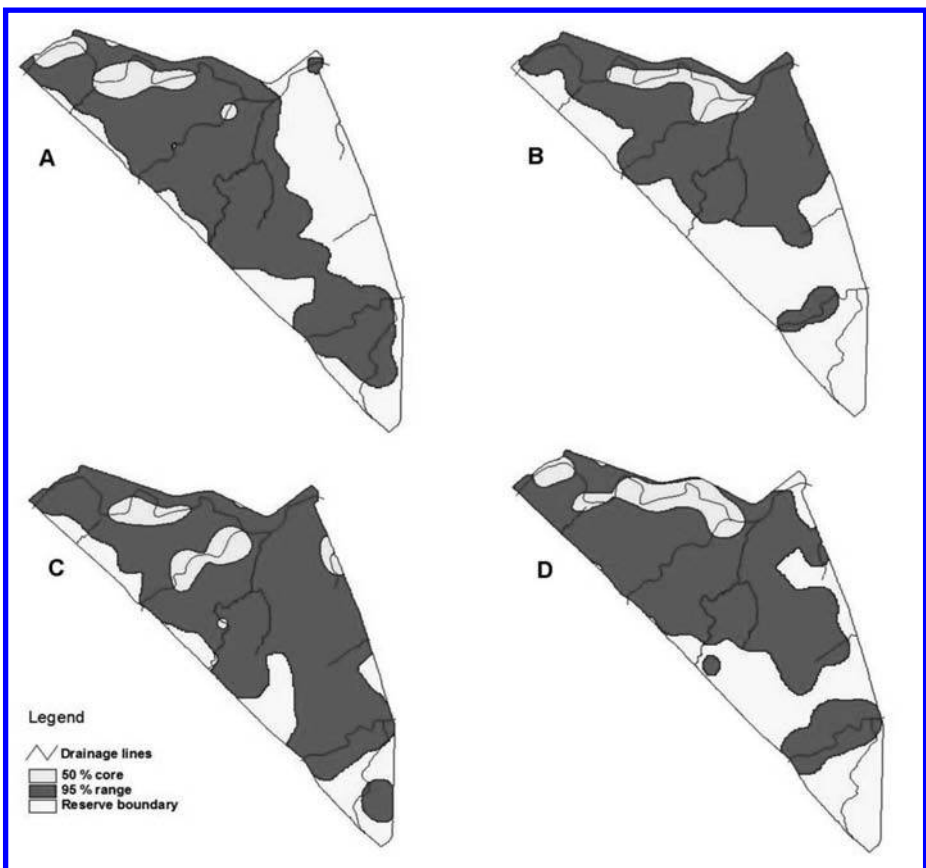 A
B
C
D
Legend
Drainage lines
50 % core
95 % range
Reserve boundary